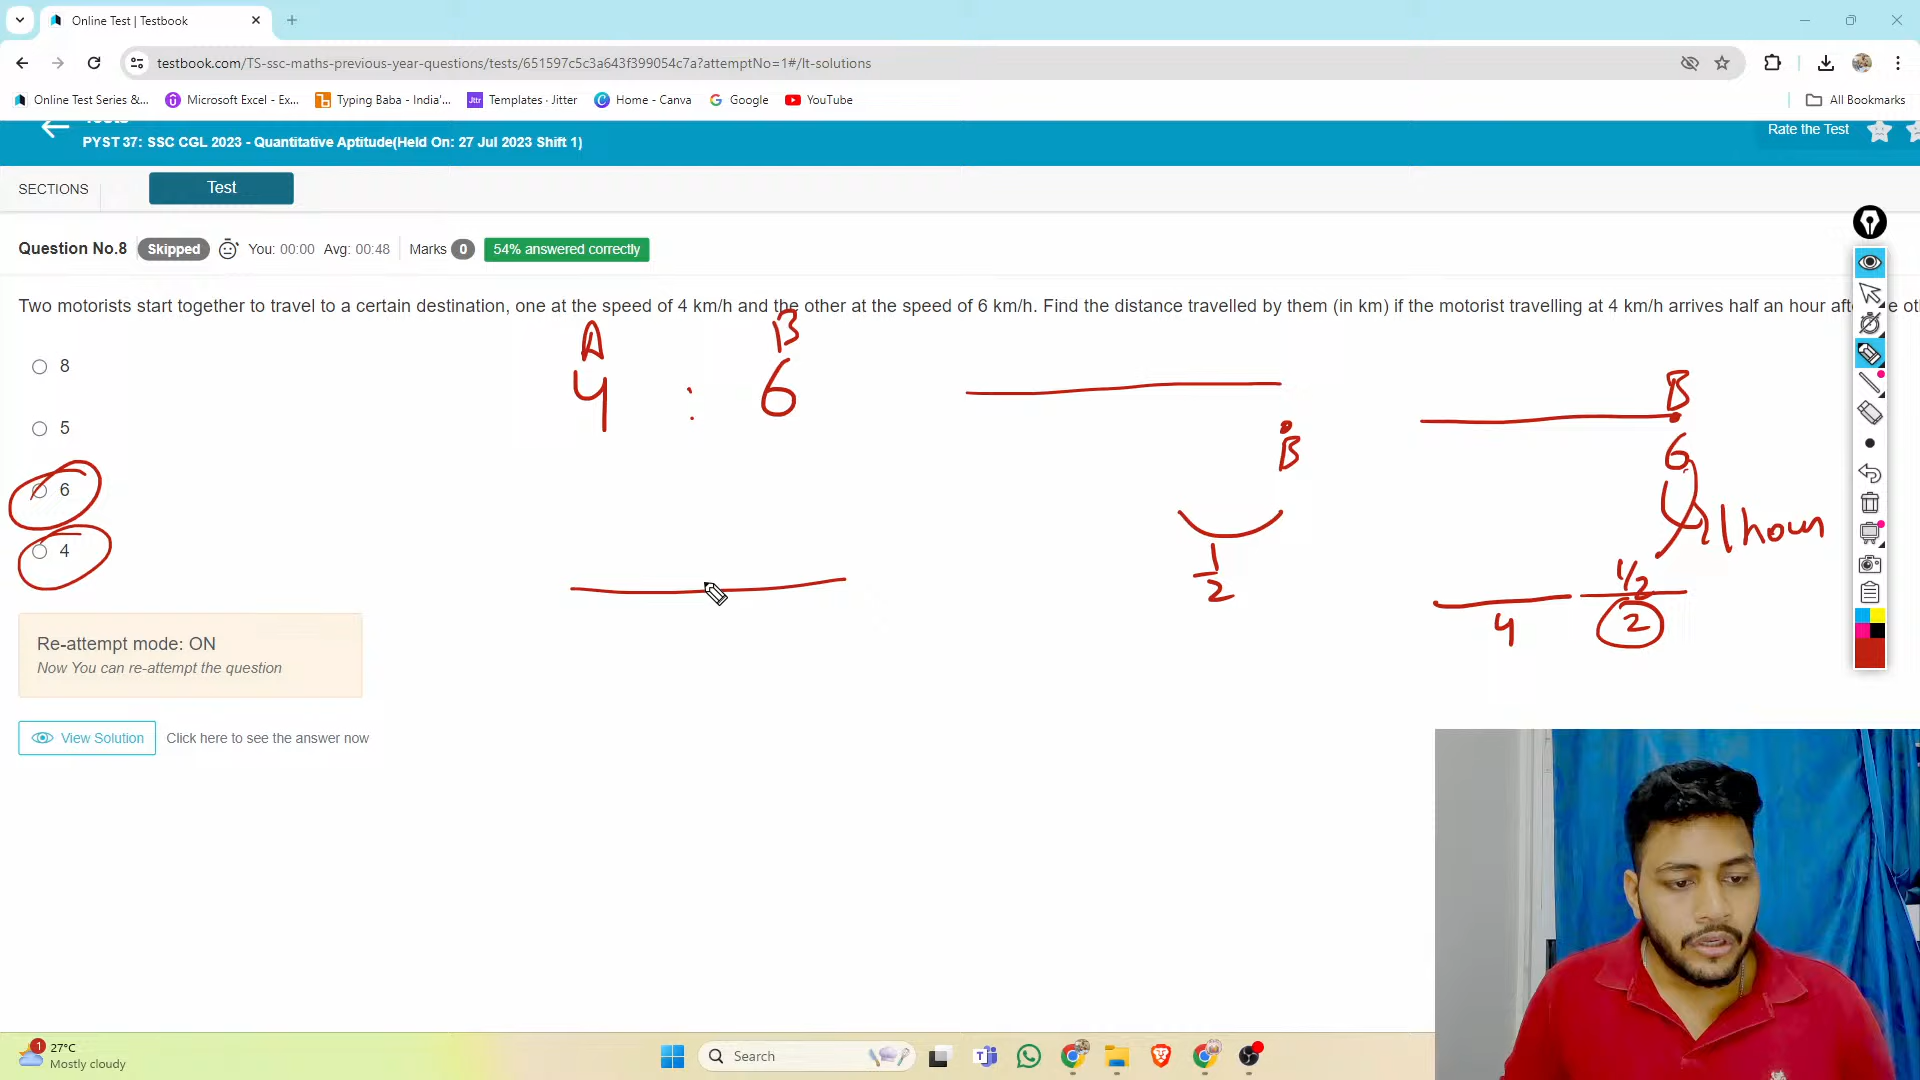 Online Test | Testbook
testbook.com/TS-ssc-maths-previous-year-questions/tests/651597c5c3a643f399054c7a?attemptNo=1#/lt-solutions
Online Test Series &... Microsoft Excel - Ex... Typing Baba - India'... Templates · Jitter Home - Canva Google YouTube All Bookmarks
Rate the Test
PYST 37: SSC CGL 2023 - Quantitative Aptitude(Held On: 27 Jul 2023 Shift 1)
SECTIONS Test
Question No.8 Skipped You: 00:00 Avg: 00:48 Marks 0 54% answered correctly
Two motorists start together to travel to a certain destination, one at the speed of 4 km/h and the other at the speed of 6 km/h. Find the distance travelled by them (in km) if the motorist travelling at 4 km/h arrives half an hour
A B
4 : 6
B
B
6
1 hour
1/2
1/2
4 2
8
5
6
4
Re-attempt mode: ON
Now You can re-attempt the question
View Solution Click here to see the answer now
1
27°C
Mostly cloudy
Search